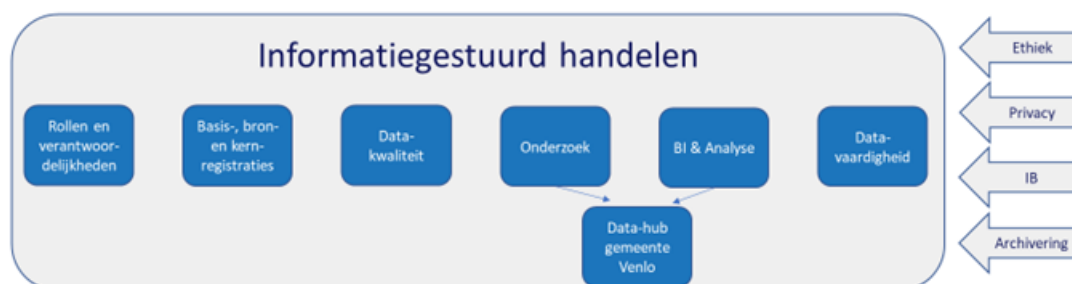 Informatiegestuurd handelen
Rollen en
verantwoor-
delijkheden
Basis-, bron-
en kern-
registraties
Data-
kwaliteit
Onderzoek
BI & Analyse
Data-
vaardigheid
Data-hub
gemeente
Venlo
Ethiek
Privacy
IB
Archivering